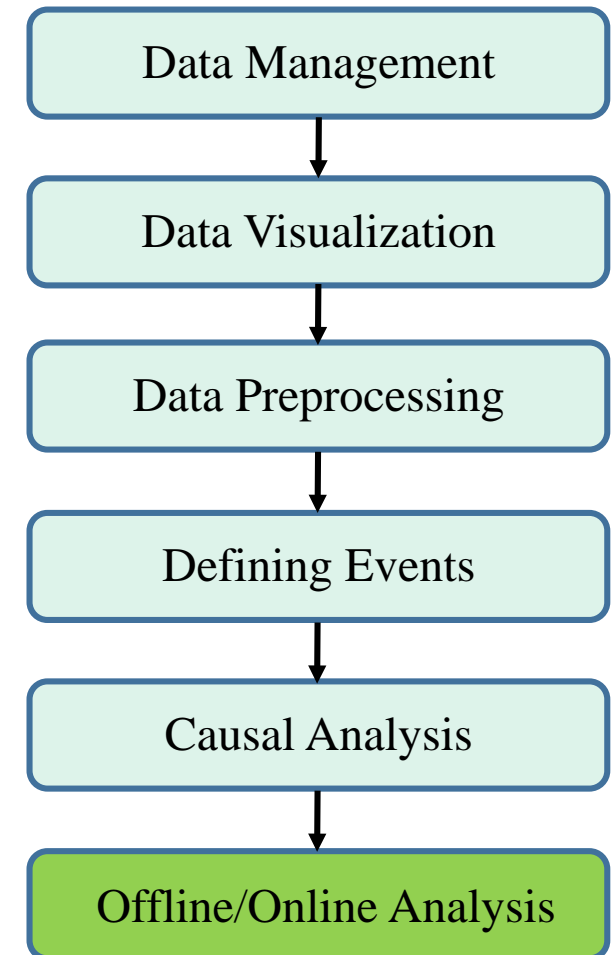 Data Management
Data Visualization
Data Preprocessing
Defining Events
Causal Analysis
Offline/Online Analysis